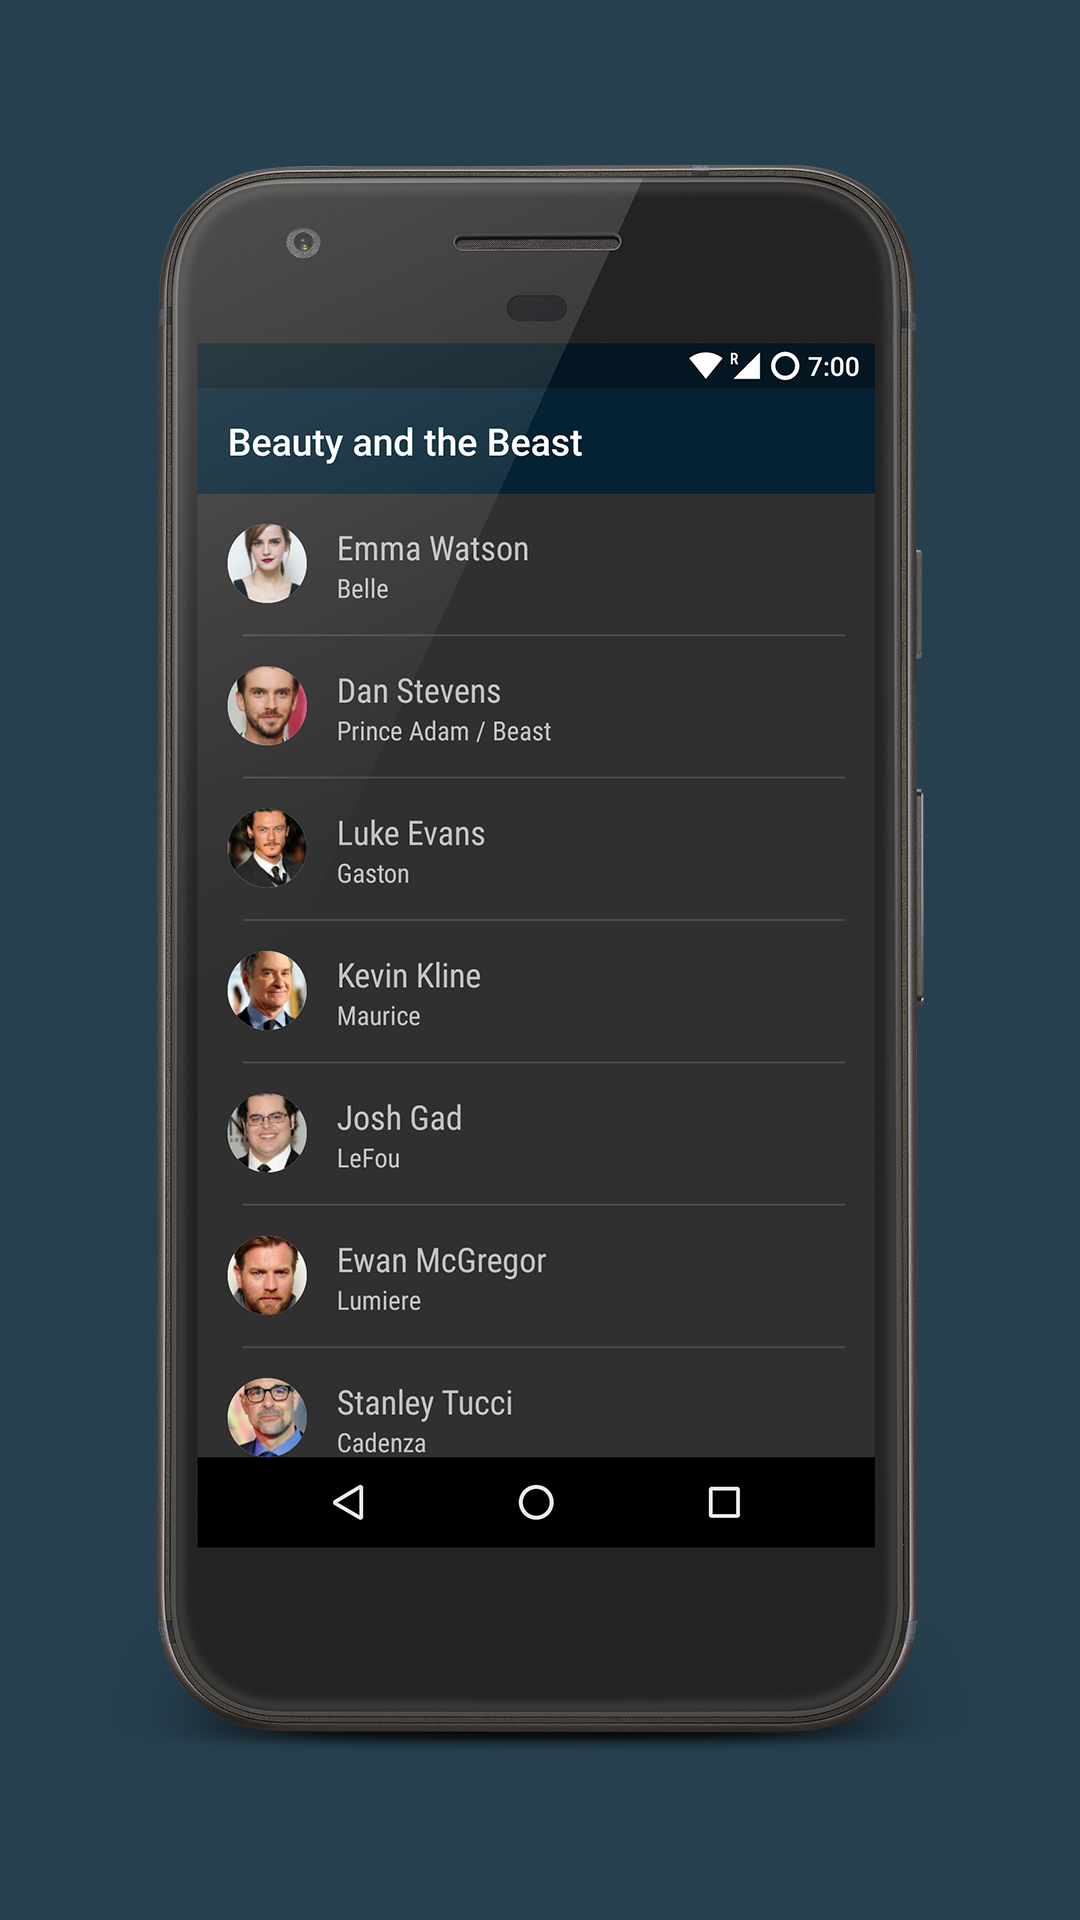 R 7:00
Beauty and the Beast
Emma Watson
Belle
Dan Stevens
Prince Adam / Beast
Luke Evans
Gaston
Kevin Kline
Maurice
Josh Gad
LeFou
Ewan McGregor
Lumiere
Stanley Tucci
Cadenza